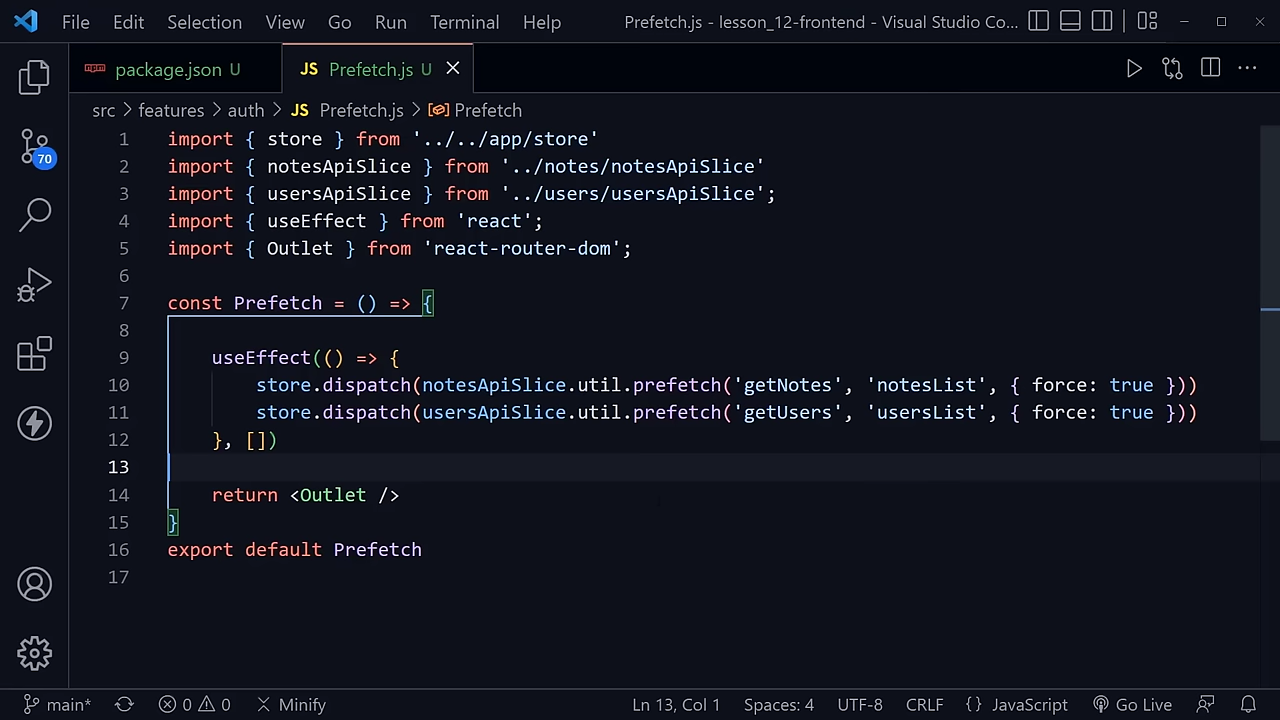 File Edit Selection View Go Run Terminal Help Prefetch.js - lesson_12-frontend - Visual Studio Co...
package.json U JS Prefetch.js U
src > features > auth > JS Prefetch.js > Prefetch
1 import { store } from '../../app/store'
2 import { notesApiSlice } from '../notes/notesApiSlice'
3 import { usersApiSlice } from '../users/usersApiSlice';
4 import { useEffect } from 'react';
5 import { Outlet } from 'react-router-dom';
6
7 const Prefetch = () => {
8
9 useEffect(() => {
10 store.dispatch(notesApiSlice.util.prefetch('getNotes', 'notesList', { force: true }))
11 store.dispatch(usersApiSlice.util.prefetch('getUsers', 'usersList', { force: true }))
12 }, [])
13
14 return <Outlet />
15 }
16 export default Prefetch
17
70
main* 0 0 Minify Ln 13, Col 1 Spaces: 4 UTF-8 CRLF {} JavaScript Go Live